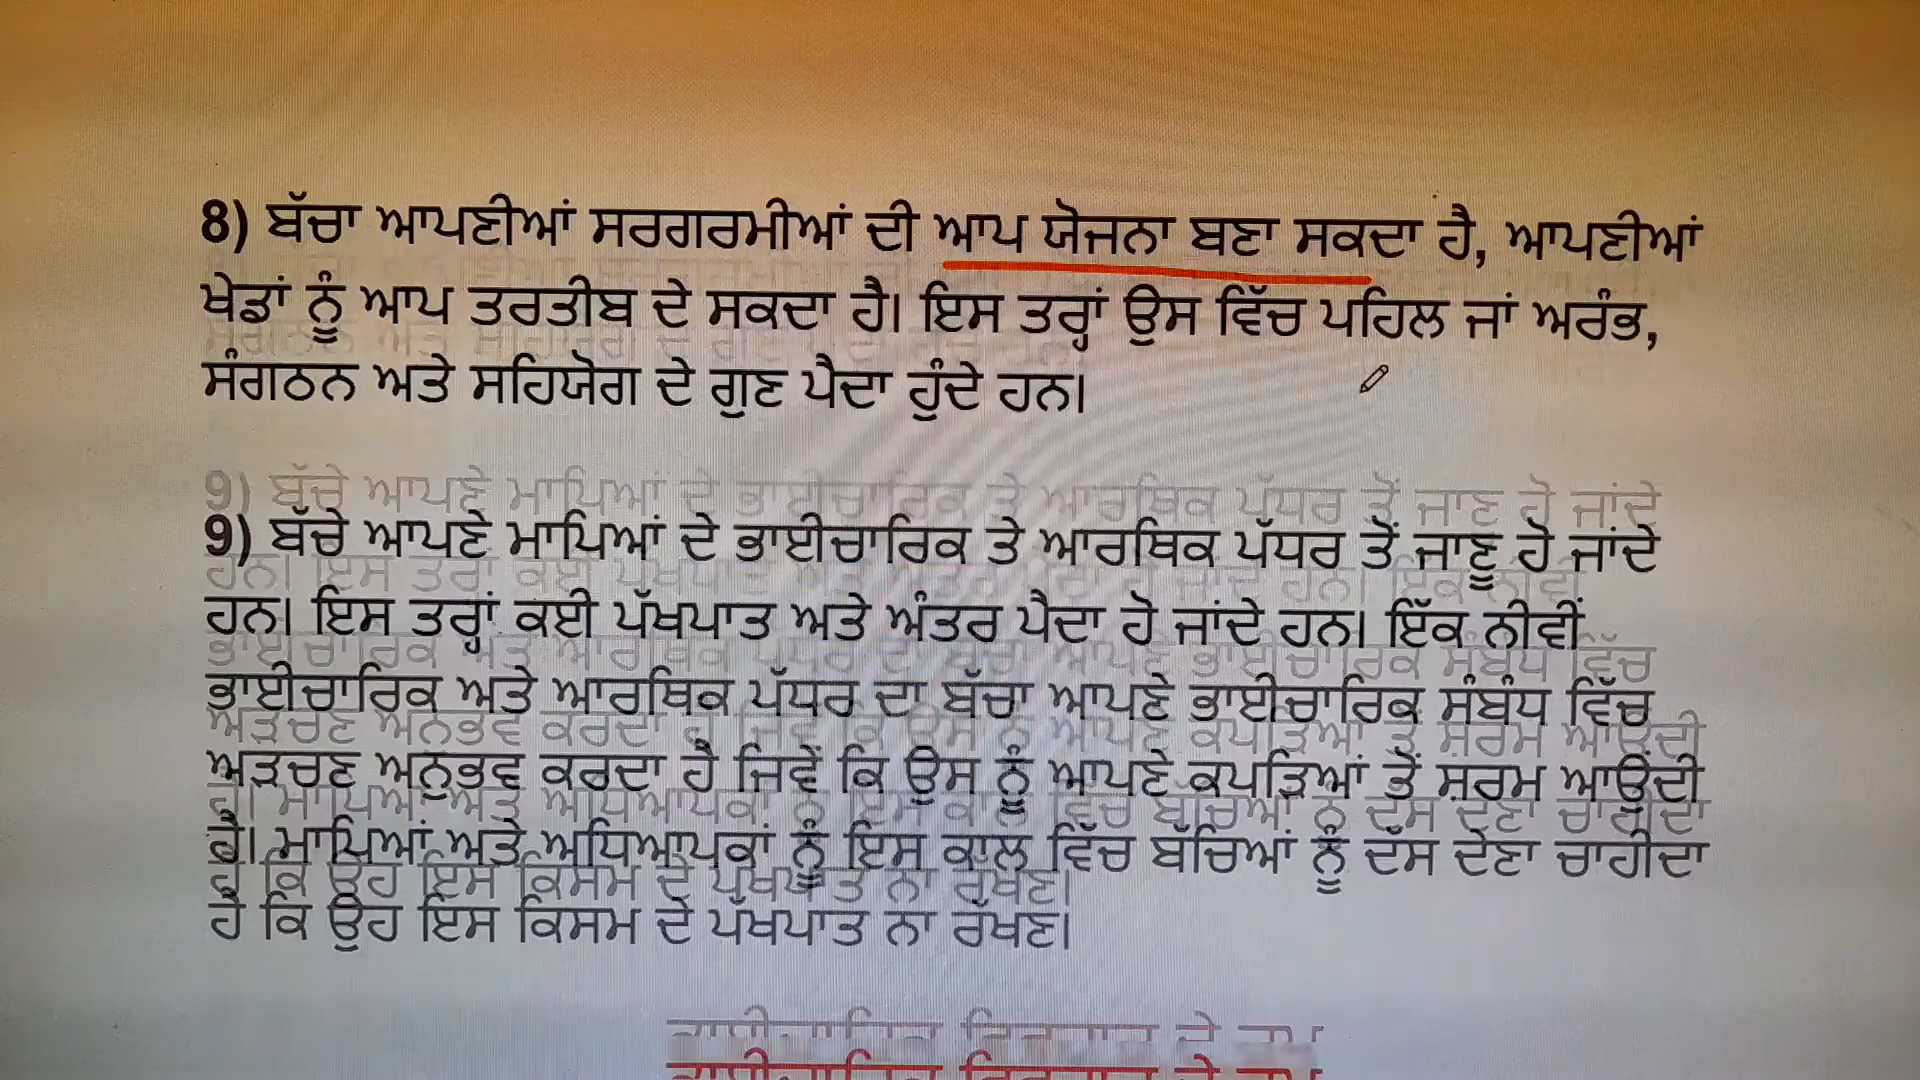 8) ਬੱਚਾ ਆਪਣੀਆਂ ਸਰਗਰਮੀਆਂ ਦੀ ਆਪ ਯੋਜਨਾ ਬਣਾ ਸਕਦਾ ਹੈ, ਆਪਣੀਆਂ
ਖੇਡਾਂ ਨੂੰ ਆਪ ਤਰਤੀਬ ਦੇ ਸਕਦਾ ਹੈ। ਇਸ ਤਰ੍ਹਾਂ ਉਸ ਵਿੱਚ ਪਹਿਲ ਜਾਂ ਅਰੰਭ,
ਸੰਗਠਨ ਅਤੇ ਸਹਿਯੋਗ ਦੇ ਗੁਣ ਪੈਦਾ ਹੁੰਦੇ ਹਨ।
9) ਬੱਚੇ ਆਪਣੇ ਮਾਪਿਆਂ ਦੇ ਭਾਈਚਾਰਿਕ ਤੇ ਆਰਥਿਕ ਪੱਧਰ ਤੋਂ ਜਾਣੂ ਹੋ ਜਾਂਦੇ
ਹਨ। ਇਸ ਤਰ੍ਹਾਂ ਕਈ ਪੱਖਪਾਤ ਅਤੇ ਅੰਤਰ ਪੈਦਾ ਹੋ ਜਾਂਦੇ ਹਨ। ਇੱਕ ਨੀਵੀਂ
ਭਾਈਚਾਰਿਕ ਅਤੇ ਆਰਥਿਕ ਪੱਧਰ ਦਾ ਬੱਚਾ ਆਪਣੇ ਭਾਈਚਾਰਿਕ ਸੰਬੰਧ ਵਿੱਚ
ਅੜਚਣ ਅਨੁਭਵ ਕਰਦਾ ਹੈ ਜਿਵੇਂ ਕਿ ਉਸ ਨੂੰ ਆਪਣੇ ਕਪੜਿਆਂ ਤੋਂ ਸ਼ਰਮ ਆਉਂਦੀ
ਹੈ। ਮਾਪਿਆਂ ਅਤੇ ਅਧਿਆਪਕਾਂ ਨੂੰ ਇਸ ਕਾਲ ਵਿੱਚ ਬੱਚਿਆਂ ਨੂੰ ਦੱਸ ਦੇਣਾ ਚਾਹੀਦਾ
ਹੈ ਕਿ ਉਹ ਇਸ ਕਿਸਮ ਦੇ ਪੱਖਪਾਤ ਨਾ ਰੱਖਣ।